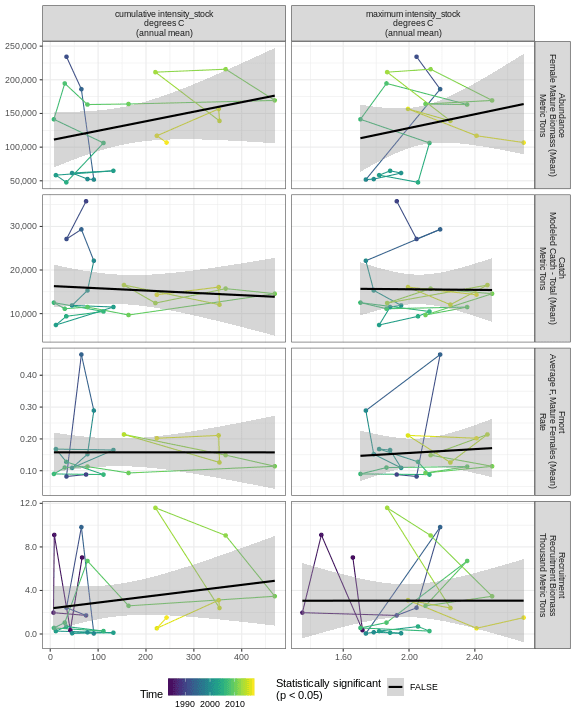 cumulative intensity_stock
degrees C
(annual mean)
maximum intensity_stock
degrees C
(annual mean)
250,000
200,000
150,000
100,000
50,000
Abundance
Female Mature Biomass (Mean)
Metric Tons
30,000
20,000
10,000
Catch
Modeled Catch - Total (Mean)
Metric Tons
0.40
0.30
0.20
0.10
Fmort
Average F, Mature Females (Mean)
Rate
12.0
8.0
4.0
0.0
Recruitment
Recruitment Biomass
Thousand Metric Tons
0 100 200 300 400
1.60 2.00 2.40
Time
1990 2000 2010
Statistically significant
(p < 0.05)
FALSE